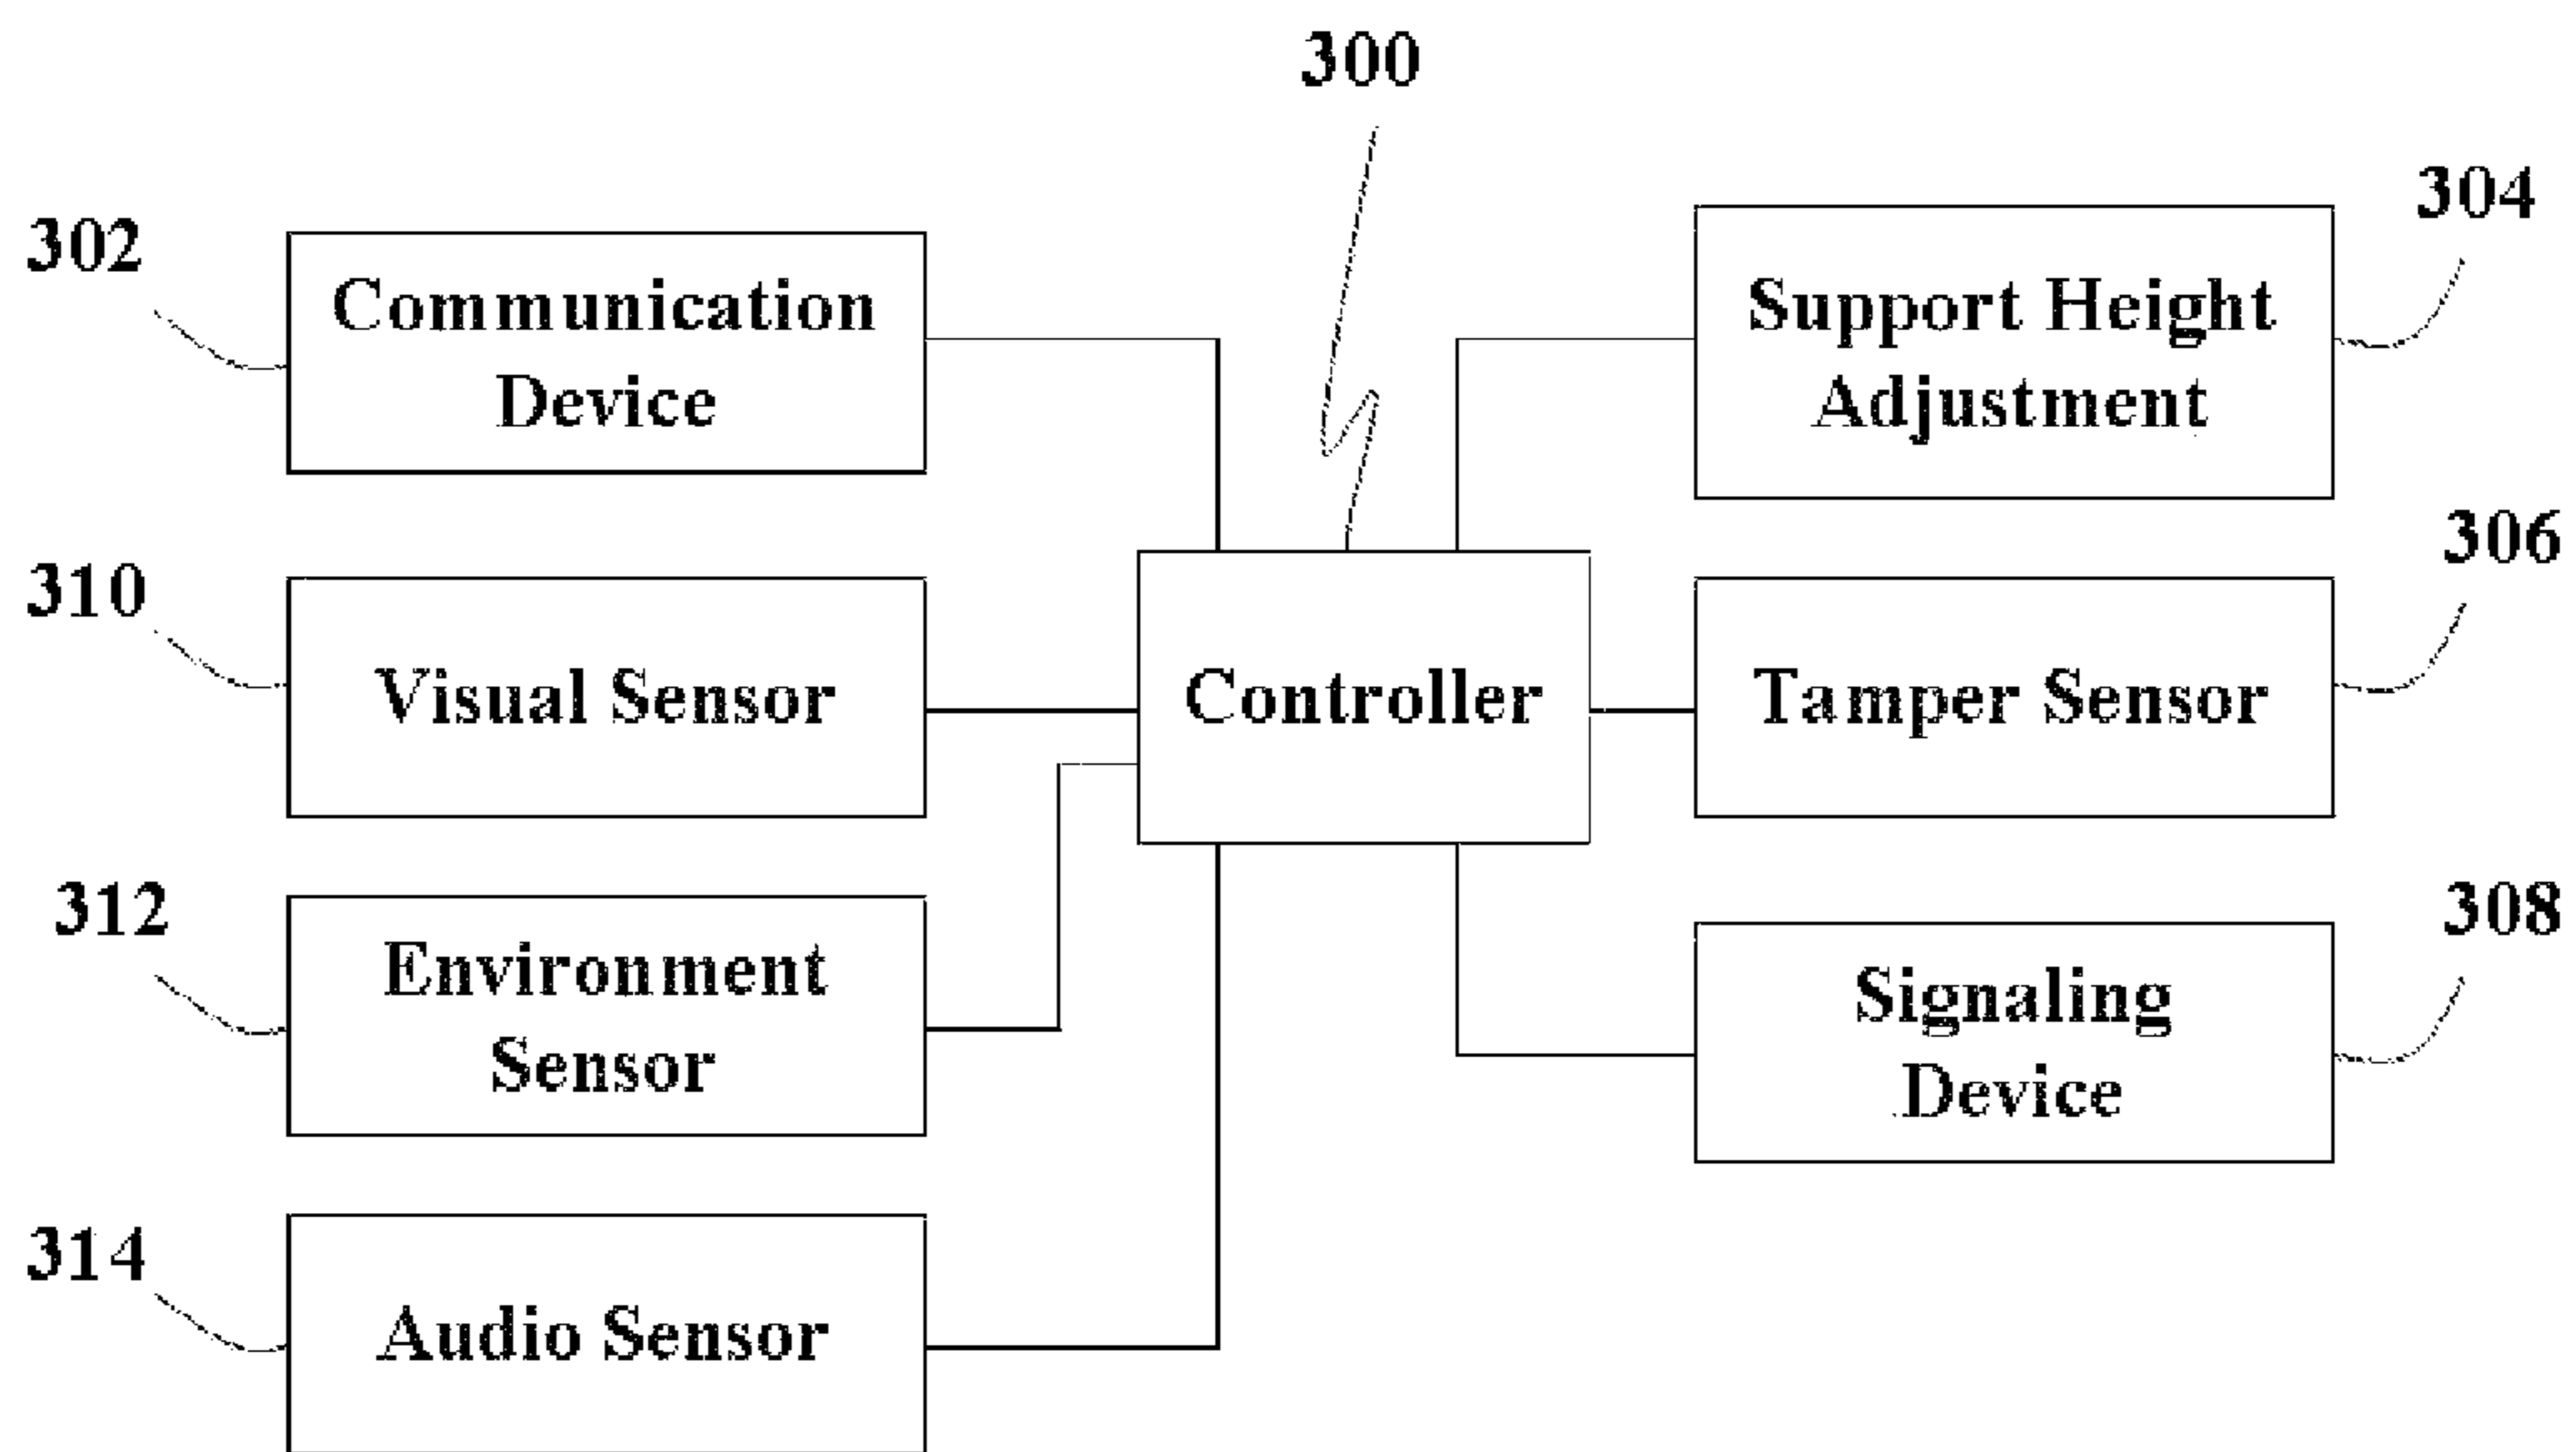 300
302
Communication
Device
304
Support Height
Adjustment
310
Visual Sensor
Controller
306
Tamper Sensor
312
Environment
Sensor
308
Signaling
Device
314
Audio Sensor